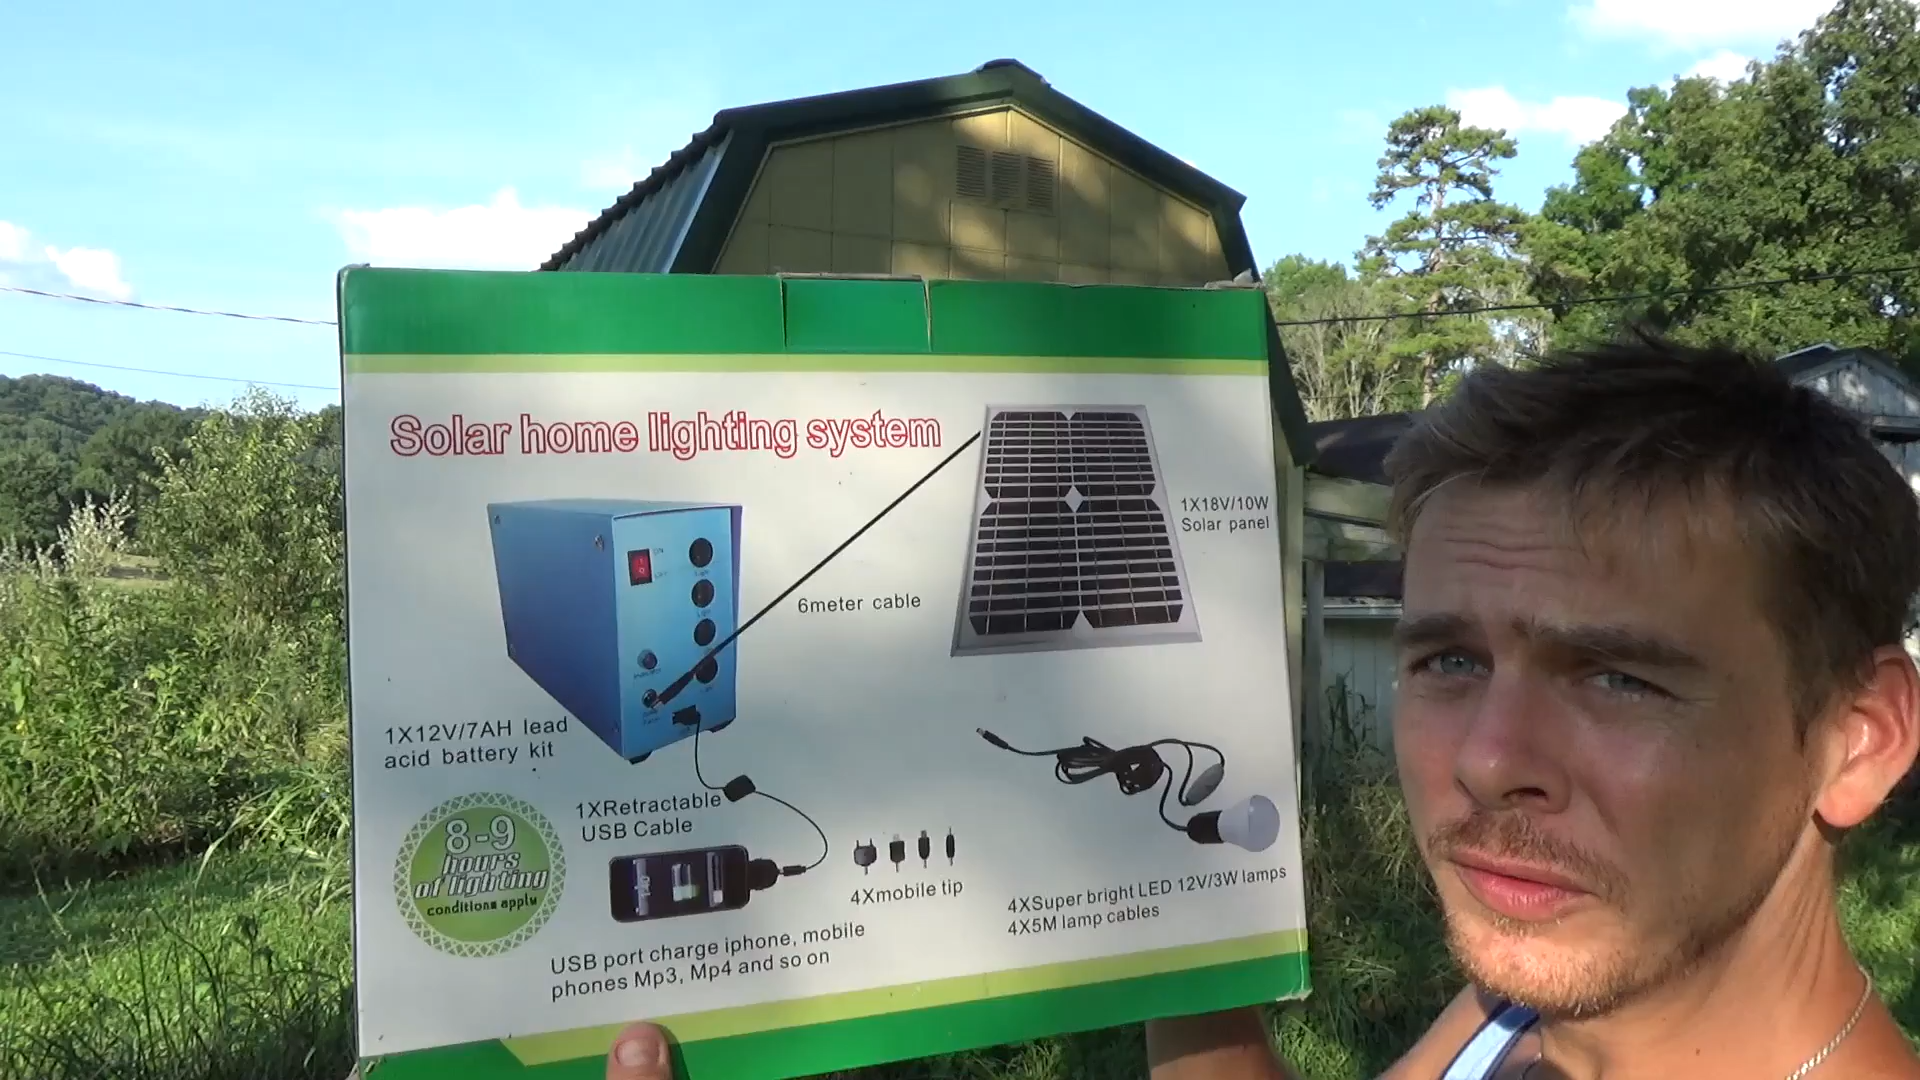 Solar home lighting system
1X18V/10W
Solar panel
6meter cable
ON
1X12V/7AH lead
acid battery kit
1XRetractable
USB Cable
8-9
hours
of lighting
conditions apply
4Xmobile tip
4XSuper bright LED 12V/3W lamps
4X5M lamp cables
USB port charge iphone, mobile
phones Mp3, Mp4 and so on